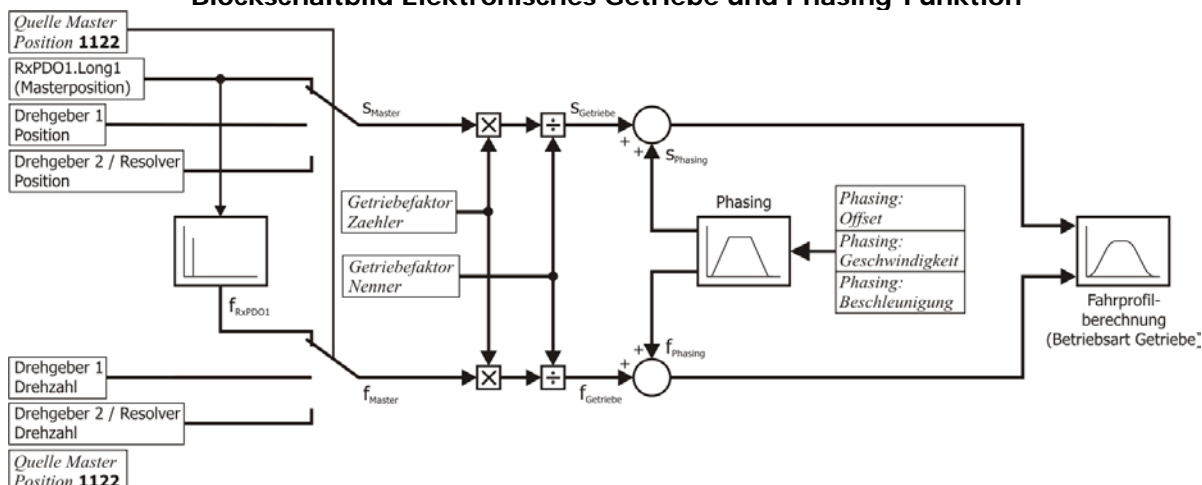 Blockschaltbild Elektronisches Getriebe und Phasing-Funktion
Quelle Master
Position 1122
RxPDO1.Long1
(Masterposition)
Drehgeber 1
Position
Drehgeber 2 / Resolver
Position
SMaster
×
÷
SGetriebe
+
+
SPhasing
Getriebefaktor
Zaehler
Getriebefaktor
Nenner
Phasing
Phasing:
Offset
Phasing:
Geschwindigkeit
Phasing:
Beschleunigung
Fahrprofil-
berechnung
(Betriebsart Getriebe)
fRxPDO1
Drehgeber 1
Drehzahl
Drehgeber 2 / Resolver
Drehzahl
fMaster
×
÷
fGetriebe
+
+
fPhasing
Quelle Master
Position 1122